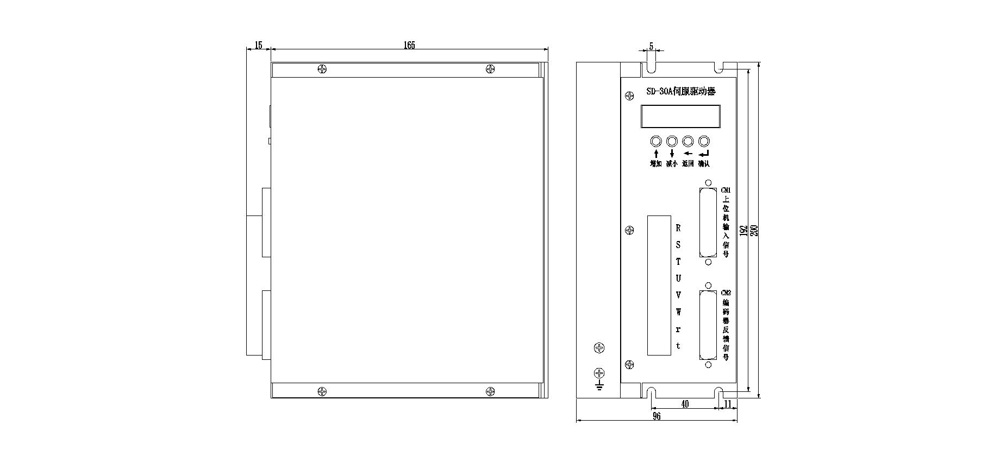 15
165
5
SD-30A伺服驱动器
增加 减小 返回 确认
CN1
上位机输入信号
R
S
T
U
V
W
r
t
CN2
编码器反馈信号
192
200
40
11
96